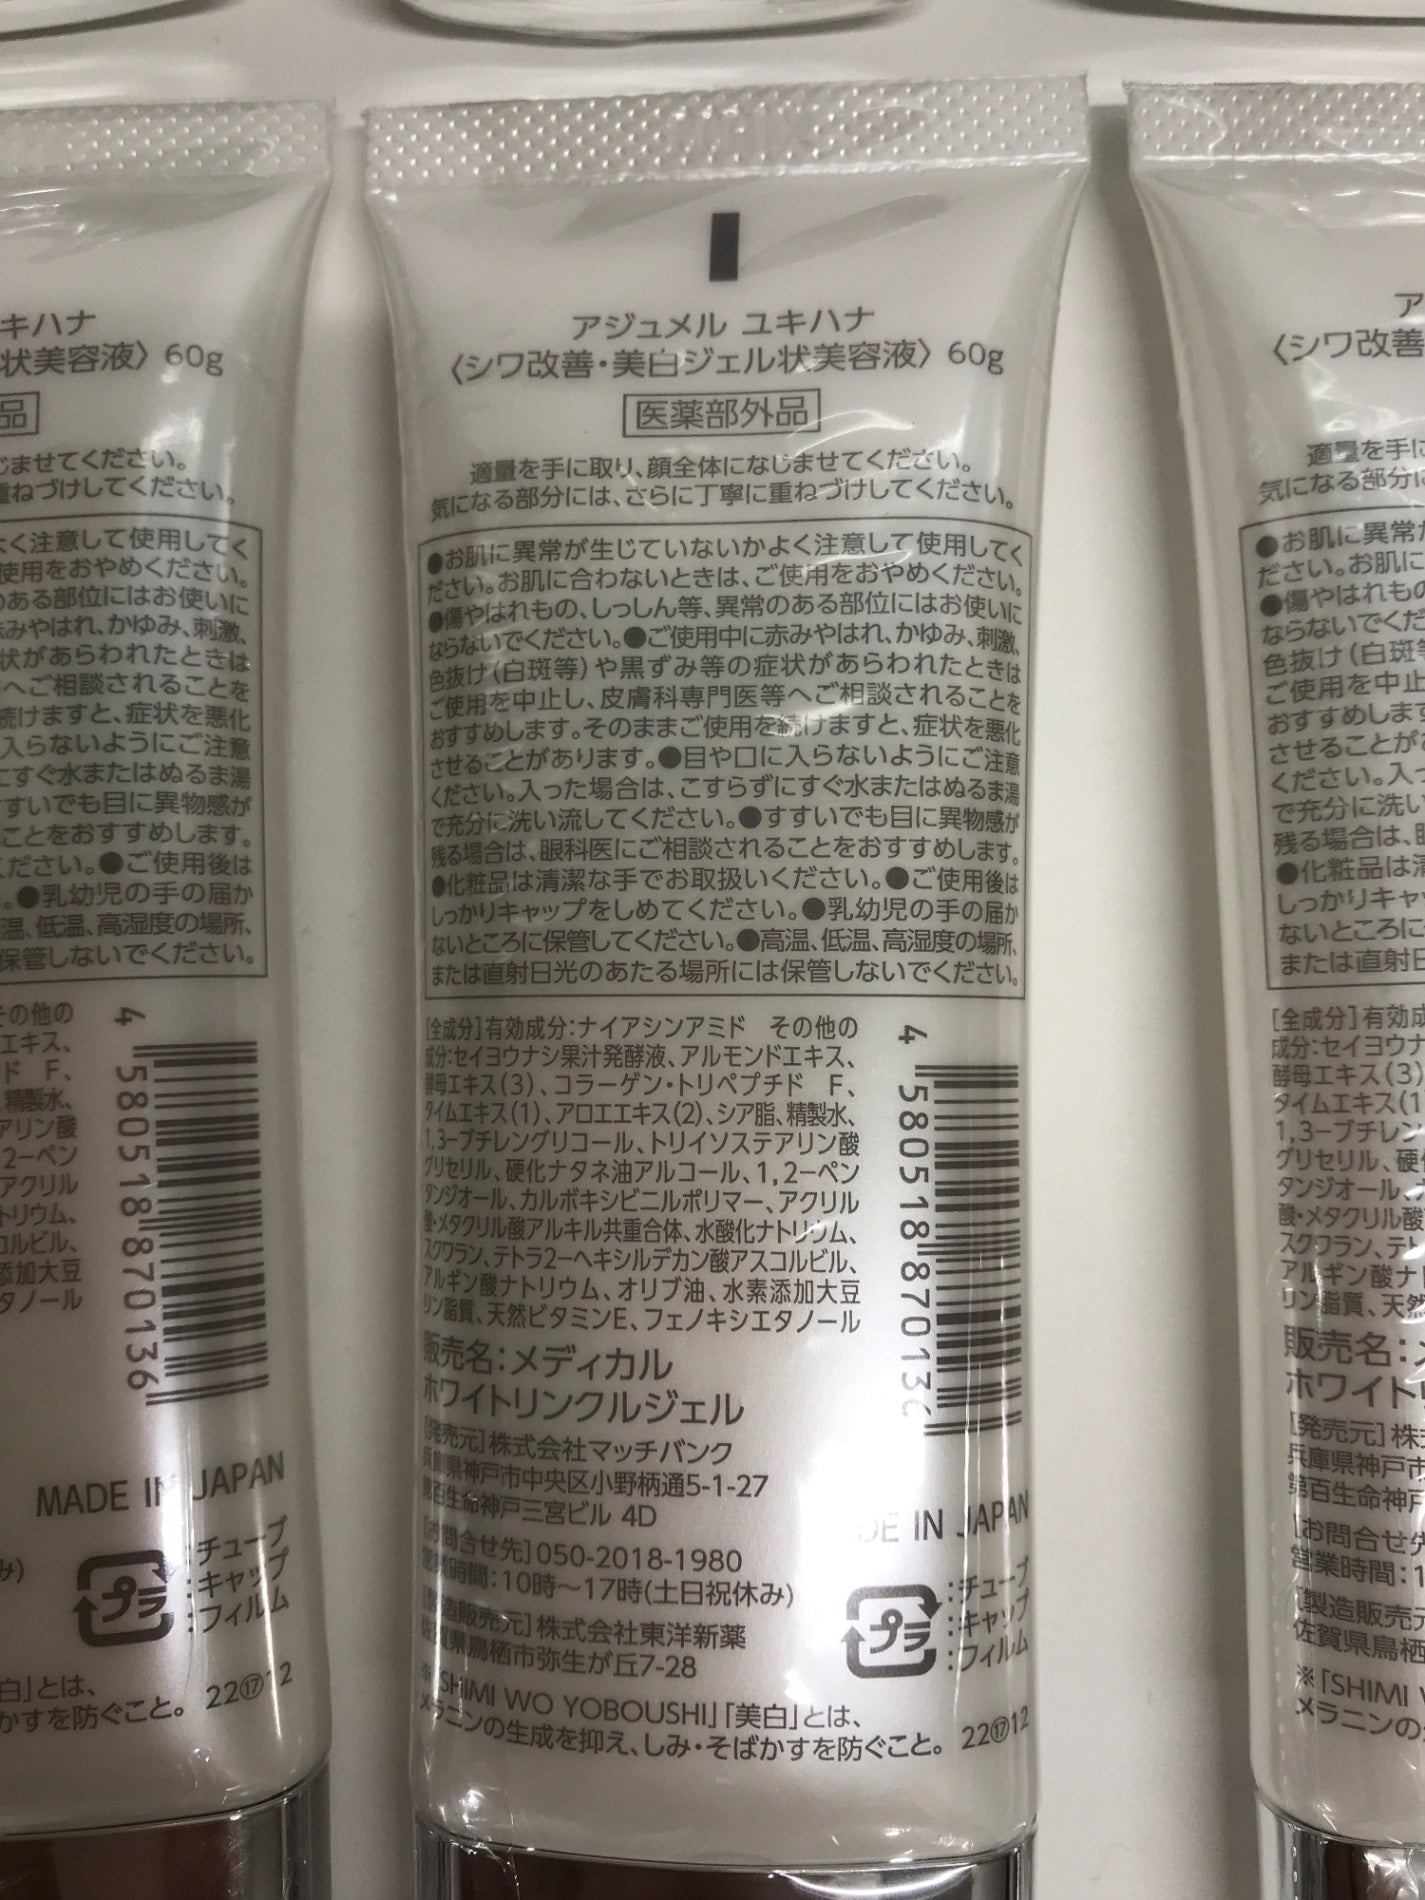 アジュメル ユキハナ
〈シワ改善・美白ジェル状美容液〉60g
医薬部外品
適量を手に取り、顔全体になじませてください。
気になる部分には、さらに丁寧に重ねづけしてください。
●お肌に異常が生じていないかよく注意して使用してく
ださい。お肌に合わないときは、ご使用をおやめください。
●傷やはれもの、しっしん等、異常のある部位にはお使いに
ならないでください。●ご使用中に赤みやはれ、かゆみ、刺激、
色抜け(白斑等)や黒ずみ等の症状があらわれたときは
ご使用を中止し、皮膚科専門医等へご相談されることを
おすすめします。そのままご使用を続けますと、症状を悪化
させることがあります。●目や口に入らないようにご注意
ください。入った場合は、こすらずにすぐ水またはぬるま湯
で充分に洗い流してください。●すすいでも目に異物感が
残る場合は、眼科医にご相談されることをおすすめします。
●化粧品は清潔な手でお取扱いください。●ご使用後は
しっかりキャップをしめてください。●乳幼児の手の届か
ないところに保管してください。●高温、低温、高湿度の場所、
または直射日光のあたる場所には保管しないでください。
[全成分]有効成分:ナイアシンアミド その他の
成分:セイヨウナシ果汁発酵液、アルモンドエキス、
酵母エキス(3)、コラーゲン・トリペプチド F、
タイムエキス(1)、アロエエキス(2)、シア脂、精製水、
1,3-ブチレングリコール、トリイソステアリン酸
グリセリル、硬化ナタネ油アルコール、1,2-ペン
タンジオール、カルボキシビニルポリマー、アクリル
酸・メタクリル酸アルキル共重合体、水酸化ナトリウム、
スクワラン、テトラ2-ヘキシルデカン酸アスコルビル、
アルギン酸ナトリウム、オリブ油、水素添加大豆
リン脂質、天然ビタミンE、フェノキシエタノール
4 580518 870136
販売名:メディカル
ホワイトリンクルジェル
[発売元]株式会社マッチバンク
兵庫県神戸市中央区小野柄通5-1-27
第百生命神戸三宮ビル 4D
[お問合せ先]050-2018-1980
営業時間:10時～17時(土日祝休み)
[製造販売元]株式会社東洋新薬
佐賀県鳥栖市弥生が丘7-28
MADE IN JAPAN
プラ
:チューブ
:キャップ
:フィルム
※「SHIMI WO YOBOUSHI」「美白」とは、
メラニンの生成を抑え、しみ・そばかすを防ぐこと。 22⑰12